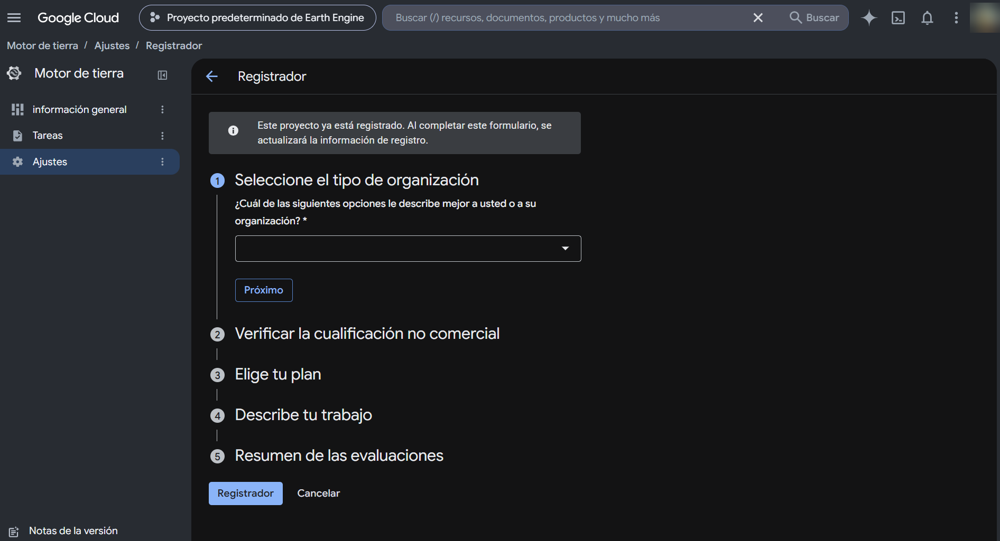 Google Cloud
Proyecto predeterminado de Earth Engine
Buscar (/) recursos, documentos, productos y mucho más
Buscar
Motor de tierra / Ajustes / Registrador
Motor de tierra
información general
Tareas
Ajustes
Notas de la versión
Registrador
Este proyecto ya está registrado. Al completar este formulario, se
actualizará la información de registro.
1 Seleccione el tipo de organización
¿Cuál de las siguientes opciones le describe mejor a usted o a su
organización? *
Próximo
2 Verificar la cualificación no comercial
3 Elige tu plan
4 Describe tu trabajo
5 Resumen de las evaluaciones
Registrador
Cancelar